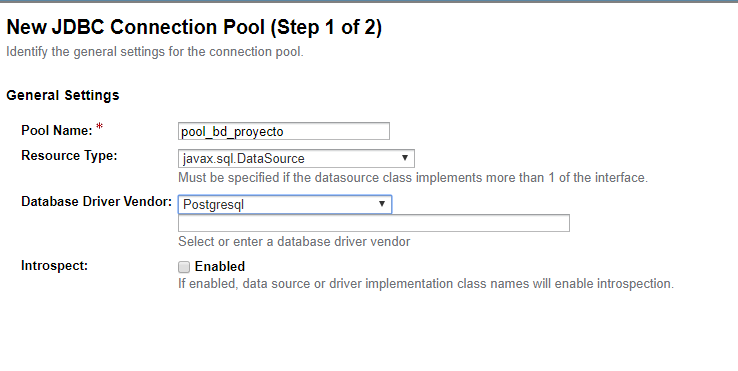 New JDBC Connection Pool (Step 1 of 2)
Identify the general settings for the connection pool.
General Settings
Pool Name: * pool_bd_proyecto
Resource Type: javax.sql.DataSource
Must be specified if the datasource class implements more than 1 of the interface.
Database Driver Vendor: Postgresql
Select or enter a database driver vendor
Introspect: Enabled
If enabled, data source or driver implementation class names will enable introspection.